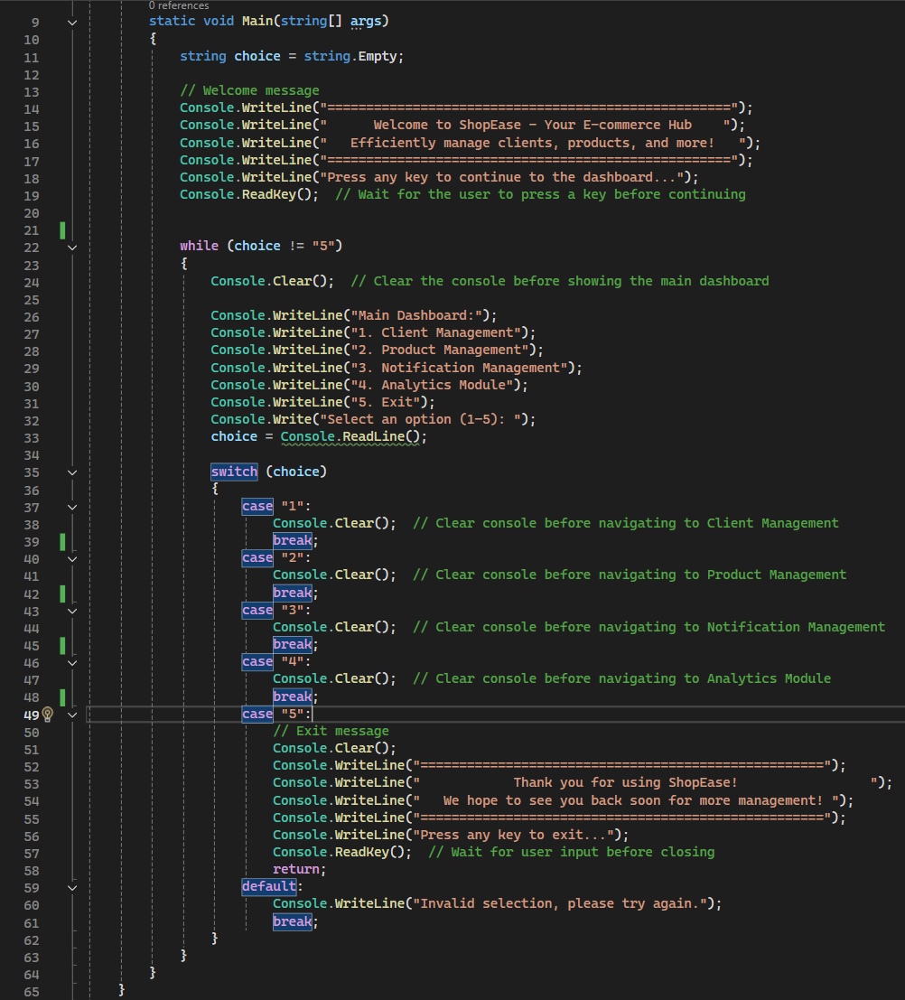 0 references
9 static void Main(string[] args)
10 {
11 string choice = string.Empty;
12
13 // Welcome message
14 Console.WriteLine("====================================================");
15 Console.WriteLine("      Welcome to ShopEase - Your E-commerce Hub    ");
16 Console.WriteLine("   Efficiently manage clients, products, and more!   ");
17 Console.WriteLine("====================================================");
18 Console.WriteLine("Press any key to continue to the dashboard...");
19 Console.ReadKey();  // Wait for the user to press a key before continuing
20
21
22 while (choice != "5")
23 {
24 Console.Clear();  // Clear the console before showing the main dashboard
25
26 Console.WriteLine("Main Dashboard:");
27 Console.WriteLine("1. Client Management");
28 Console.WriteLine("2. Product Management");
29 Console.WriteLine("3. Notification Management");
30 Console.WriteLine("4. Analytics Module");
31 Console.WriteLine("5. Exit");
32 Console.Write("Select an option (1-5): ");
33 choice = Console.ReadLine();
34
35 switch (choice)
36 {
37 case "1":
38 Console.Clear();  // Clear console before navigating to Client Management
39 break;
40 case "2":
41 Console.Clear();  // Clear console before navigating to Product Management
42 break;
43 case "3":
44 Console.Clear();  // Clear console before navigating to Notification Management
45 break;
46 case "4":
47 Console.Clear();  // Clear console before navigating to Analytics Module
48 break;
49 case "5":
50 // Exit message
51 Console.Clear();
52 Console.WriteLine("====================================================");
53 Console.WriteLine("            Thank you for using ShopEase!                 ");
54 Console.WriteLine("   We hope to see you back soon for more management! ");
55 Console.WriteLine("====================================================");
56 Console.WriteLine("Press any key to exit...");
57 Console.ReadKey();  // Wait for user input before closing
58 return;
59 default:
60 Console.WriteLine("Invalid selection, please try again.");
61 break;
62 }
63 }
64 }
65 }